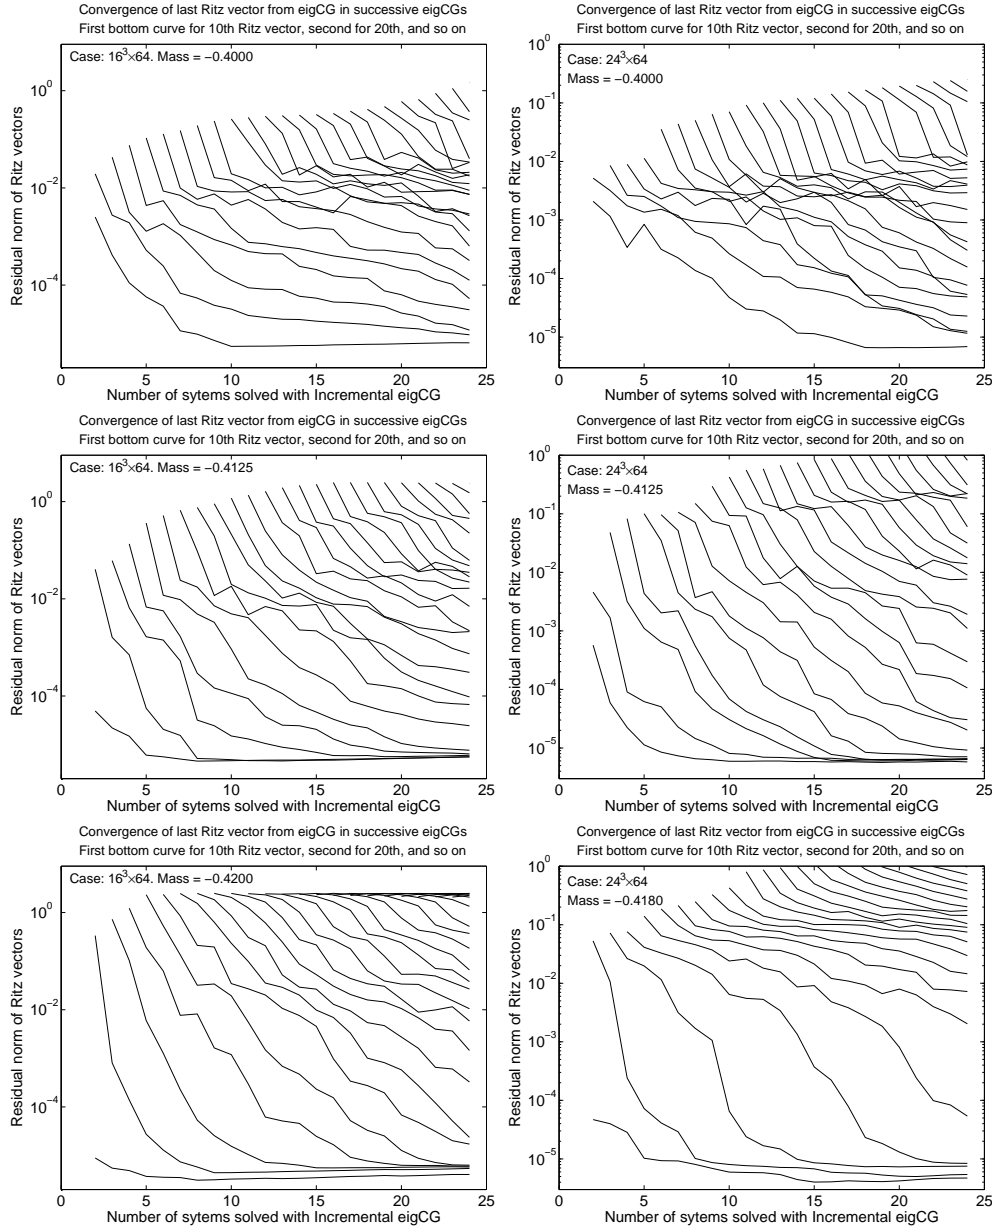 Convergence of last Ritz vector from eigCG in successive eigCGs
First bottom curve for 10th Ritz vector, second for 20th, and so on
Case: 16³×64. Mass = −0.4000
Residual norm of Ritz vectors
10⁰
10⁻²
10⁻⁴
0 5 10 15 20 25
Number of sytems solved with Incremental eigCG
Convergence of last Ritz vector from eigCG in successive eigCGs
First bottom curve for 10th Ritz vector, second for 20th, and so on
Case: 24³×64
Mass = −0.4000
Residual norm of Ritz vectors
10⁰
10⁻¹
10⁻²
10⁻³
10⁻⁴
10⁻⁵
0 5 10 15 20 25
Number of sytems solved with Incremental eigCG
Convergence of last Ritz vector from eigCG in successive eigCGs
First bottom curve for 10th Ritz vector, second for 20th, and so on
Case: 16³×64. Mass = −0.4125
Residual norm of Ritz vectors
10⁰
10⁻²
10⁻⁴
0 5 10 15 20 25
Number of sytems solved with Incremental eigCG
Convergence of last Ritz vector from eigCG in successive eigCGs
First bottom curve for 10th Ritz vector, second for 20th, and so on
Case: 24³×64
Mass = −0.4125
Residual norm of Ritz vectors
10⁰
10⁻¹
10⁻²
10⁻³
10⁻⁴
10⁻⁵
0 5 10 15 20 25
Number of sytems solved with Incremental eigCG
Convergence of last Ritz vector from eigCG in successive eigCGs
First bottom curve for 10th Ritz vector, second for 20th, and so on
Case: 16³×64. Mass = −0.4200
Residual norm of Ritz vectors
10⁰
10⁻²
10⁻⁴
0 5 10 15 20 25
Number of sytems solved with Incremental eigCG
Convergence of last Ritz vector from eigCG in successive eigCGs
First bottom curve for 10th Ritz vector, second for 20th, and so on
Case: 24³×64
Mass = −0.4180
Residual norm of Ritz vectors
10⁰
10⁻¹
10⁻²
10⁻³
10⁻⁴
10⁻⁵
0 5 10 15 20 25
Number of sytems solved with Incremental eigCG